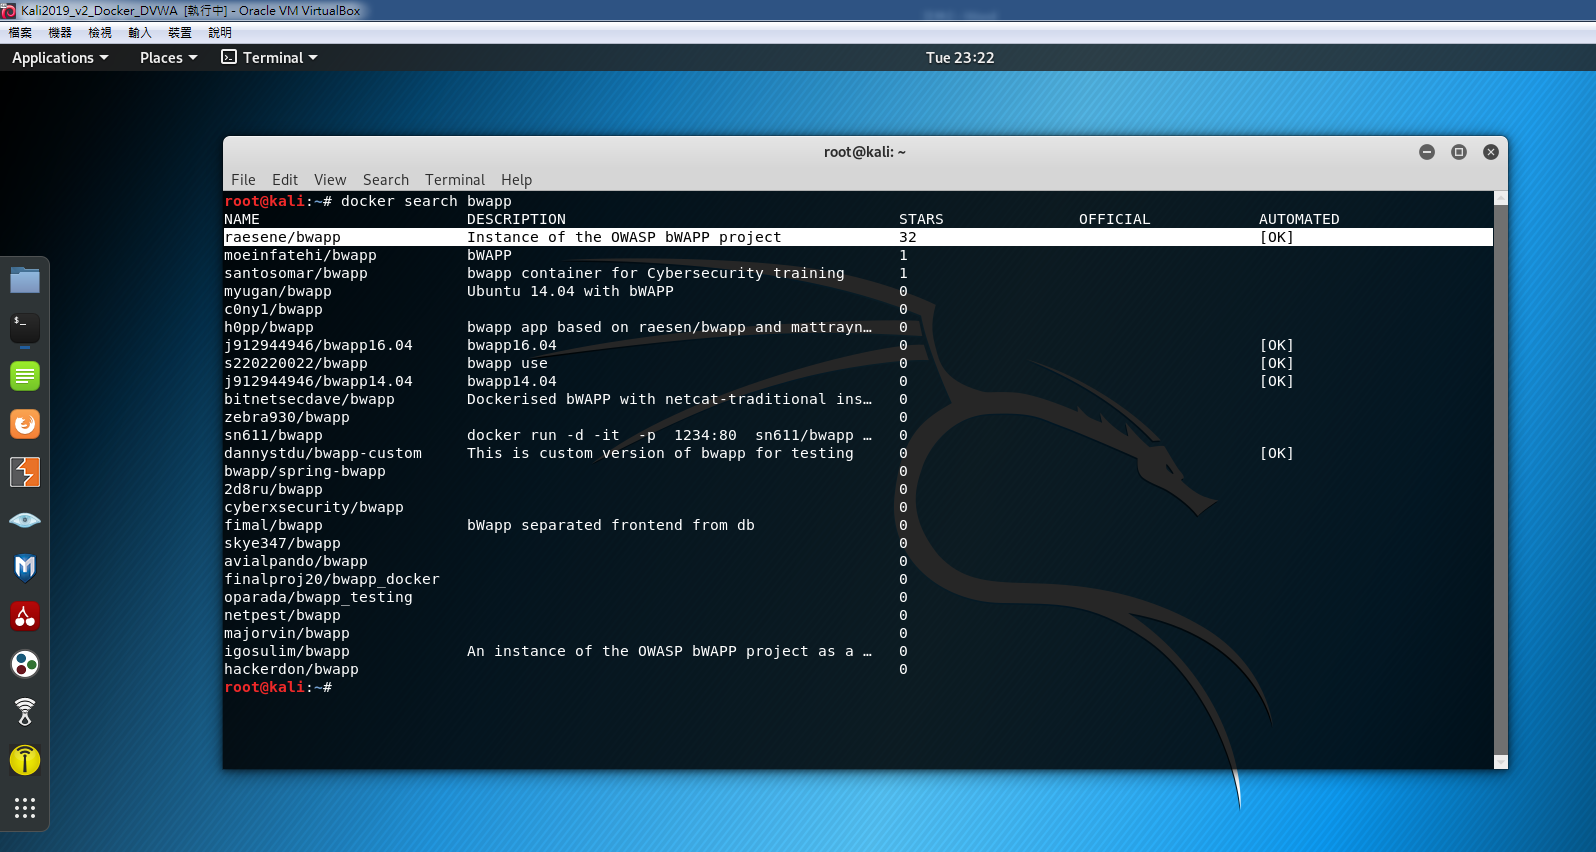 Kali2019_v2_Docker_DVWA [執行中] - Oracle VM VirtualBox
檔案 機器 檢視 輸入 裝置 說明
Applications Places Terminal Tue 23:22
root@kali: ~
File Edit View Search Terminal Help
root@kali:~# docker search bwapp
NAME DESCRIPTION STARS OFFICIAL AUTOMATED
raesene/bwapp Instance of the OWASP bWAPP project 32 [OK]
moeinfatehi/bwapp bWAPP 1
santosomar/bwapp bwapp container for Cybersecurity training 1
myugan/bwapp Ubuntu 14.04 with bWAPP 0
c0ny1/bwapp 0
h0pp/bwapp bwapp app based on raesen/bwapp and mattrayn… 0
j912944946/bwapp16.04 bwapp16.04 0 [OK]
s220220022/bwapp bwapp use 0 [OK]
j912944946/bwapp14.04 bwapp14.04 0 [OK]
bitnetsecdave/bwapp Dockerised bWAPP with netcat-traditional ins… 0
zebra930/bwapp 0
sn611/bwapp docker run -d -it -p 1234:80 sn611/bwapp … 0
dannystdu/bwapp-custom This is custom version of bwapp for testing 0 [OK]
bwapp/spring-bwapp 0
2d8ru/bwapp 0
cyberxsecurity/bwapp 0
fimal/bwapp bWapp separated frontend from db 0
skye347/bwapp 0
avialpando/bwapp 0
finalproj20/bwapp_docker 0
oparada/bwapp_testing 0
netpest/bwapp 0
majorvin/bwapp 0
igosulim/bwapp An instance of the OWASP bWAPP project as a … 0
hackerdon/bwapp 0
root@kali:~#